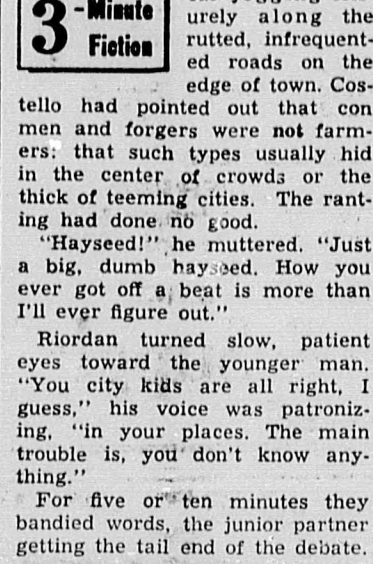 3-Minute
Fiction
urely along the
rutted, infrequent-
ed roads on the
edge of town. Cos-
tello had pointed out that con
men and forgers were not farm-
ers: that such types usually hid
in the center of crowds or the
thick of teeming cities. The rant-
ing had done no good.
"Hayseed!" he muttered. "Just
a big, dumb hayseed. How you
ever got off a beat is more than
I'll ever figure out."
Riordan turned slow, patient
eyes toward the younger man.
"You city kids are all right, I
guess," his voice was patroniz-
ing, "in your places. The main
trouble is, you don't know any-
thing."
For five or ten minutes they
bandied words, the junior partner
getting the tail end of the debate.